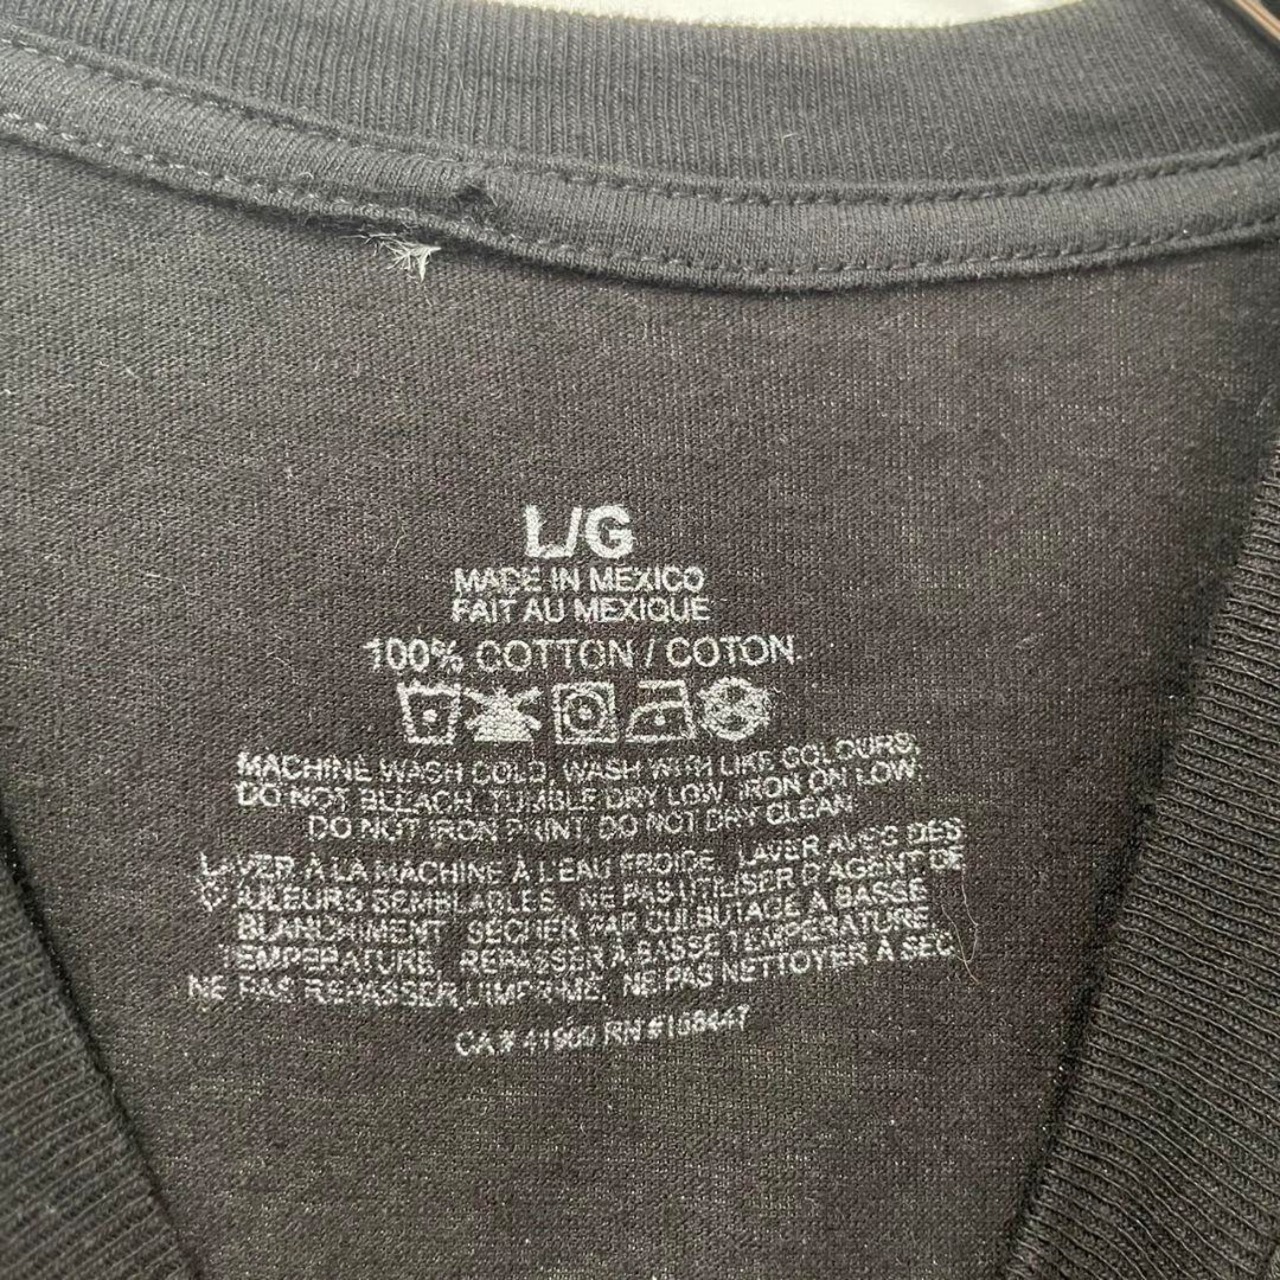 L/G
MADE IN MEXICO
FAIT AU MEXIQUE
100% COTTON / COTON
MACHINE WASH COLD, WASH WITH LIKE COLOURS,
DO NOT BLEACH, TUMBLE DRY LOW, IRON ON LOW,
DO NOT IRON PRINT, DO NOT DRY CLEAN
LAVER À LA MACHINE À L'EAU FROIDE, LAVER AVEC DES
SEMBLABLES, NE PAS UTILISER D'AGENT DE
BLANCHIMENT, SÉCHER PAR CULBUTAGE À BASSE
TEMPÉRATURE, REPASSER À BASSE TEMPÉRATURE
NE PAS REPASSER L'IMPRIMÉ, NE PAS NETTOYER À SEC
CA# RN#